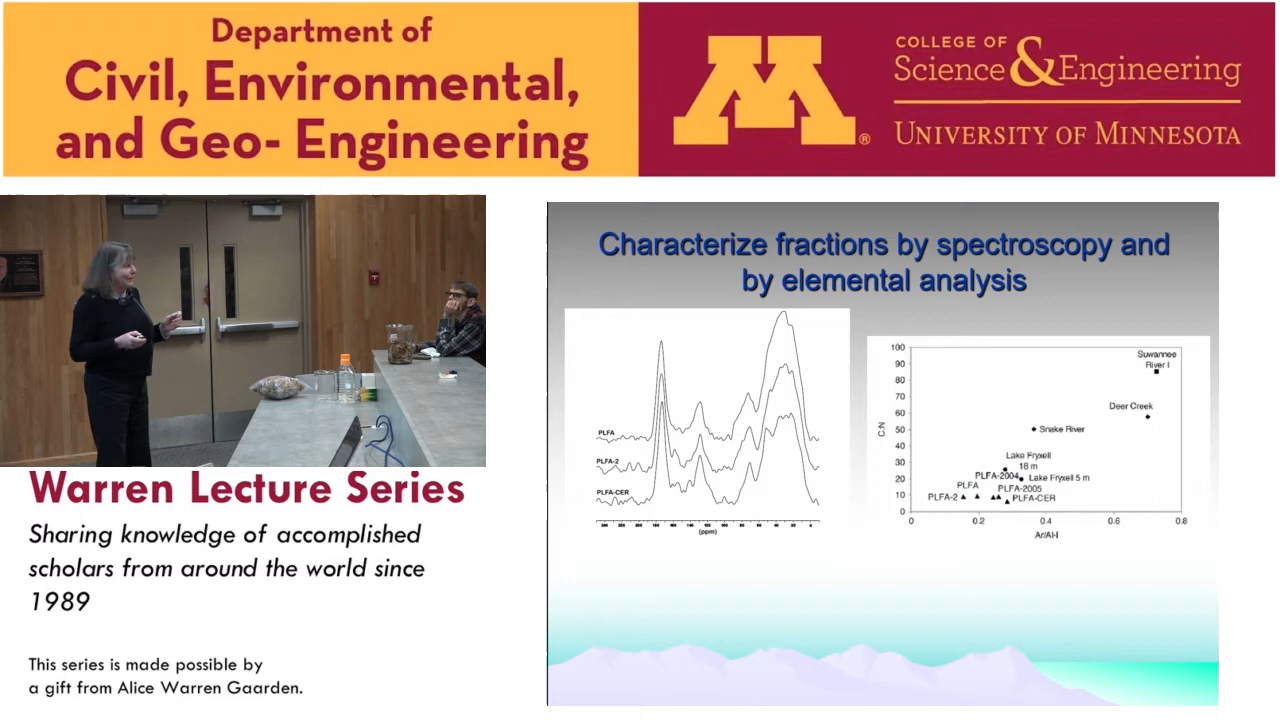 Department of
Civil, Environmental,
and Geo- Engineering
M®
COLLEGE OF
Science & Engineering
UNIVERSITY OF MINNESOTA
Warren Lecture Series
Sharing knowledge of accomplished
scholars from around the world since
1989
This series is made possible by
a gift from Alice Warren Gaarden.
Characterize fractions by spectroscopy and
by elemental analysis
PLFA
PLFA-2
PLFA-CER
(ppm)
100
90
80
70
60
50
40
30
20
10
0
C:N
Suwannee
River I
Deer Creek
Snake River
Lake Fryxell
18 m
PLFA-2004
Lake Fryxell 5 m
PLFA
PLFA-2005
PLFA-2
PLFA-CER
0 0.2 0.4 0.6 0.8
Ar/Al-I